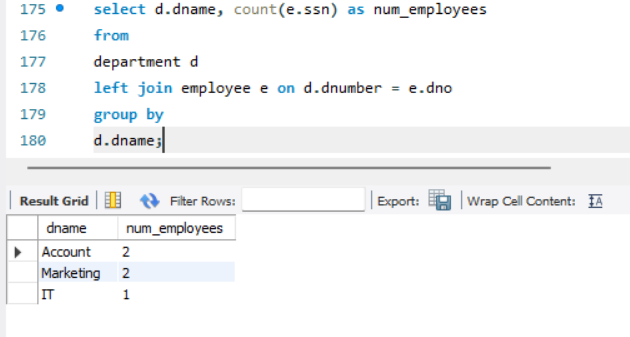 175 select d.dname, count(e.ssn) as num_employees
176 from
177 department d
178 left join employee e on d.dnumber = e.dno
179 group by
180 d.dname;
Result Grid Filter Rows: Export: Wrap Cell Content:
dname num_employees
Account 2
Marketing 2
IT 1